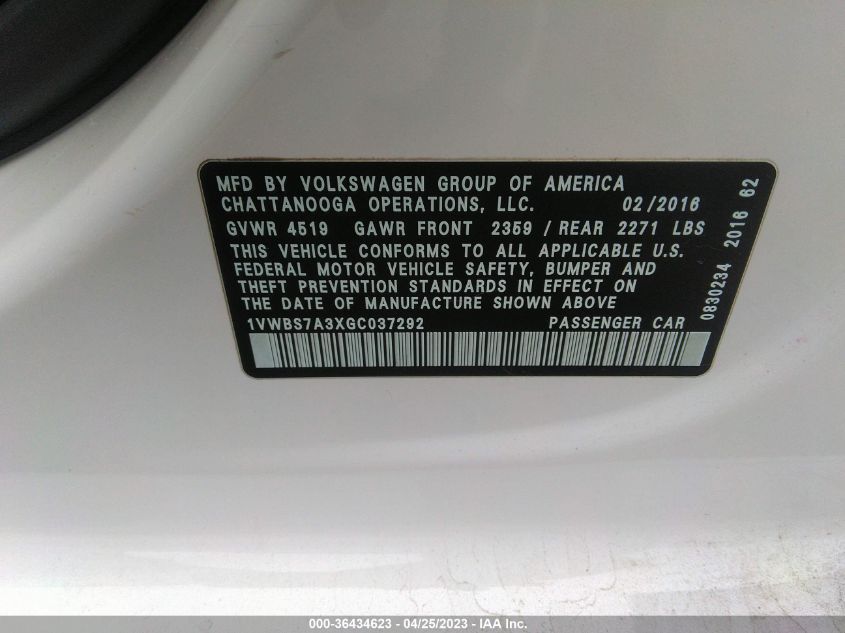 MFD BY VOLKSWAGEN GROUP OF AMERICA
CHATTANOOGA OPERATIONS, LLC. 02/2016
GVWR 4519 GAWR FRONT 2359 / REAR 2271 LBS
THIS VEHICLE CONFORMS TO ALL APPLICABLE U.S.
FEDERAL MOTOR VEHICLE SAFETY, BUMPER AND
THEFT PREVENTION STANDARDS IN EFFECT ON
THE DATE OF MANUFACTURE SHOWN ABOVE
1VWBS7A3XGC037292 PASSENGER CAR
0830234 2016 62
000-36434623 - 04/25/2023 - IAA Inc.